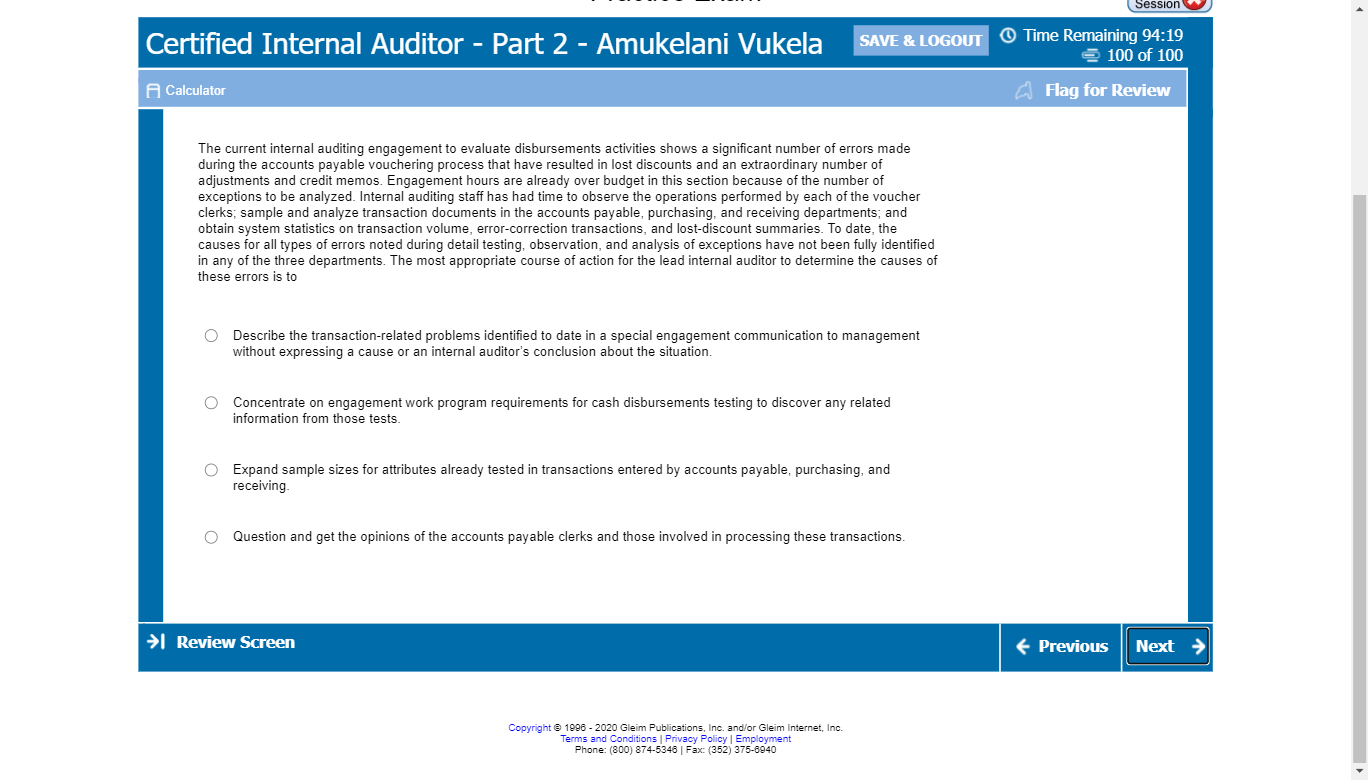 Session
Certified Internal Auditor - Part 2 - Amukelani Vukela
SAVE & LOGOUT
Time Remaining 94:19
100 of 100
Calculator
Flag for Review
The current internal auditing engagement to evaluate disbursements activities shows a significant number of errors made
during the accounts payable vouchering process that have resulted in lost discounts and an extraordinary number of
adjustments and credit memos. Engagement hours are already over budget in this section because of the number of
exceptions to be analyzed. Internal auditing staff has had time to observe the operations performed by each of the voucher
clerks; sample and analyze transaction documents in the accounts payable, purchasing, and receiving departments; and
obtain system statistics on transaction volume, error-correction transactions, and lost-discount summaries. To date, the
causes for all types of errors noted during detail testing, observation, and analysis of exceptions have not been fully identified
in any of the three departments. The most appropriate course of action for the lead internal auditor to determine the causes of
these errors is to
Describe the transaction-related problems identified to date in a special engagement communication to management
without expressing a cause or an internal auditor's conclusion about the situation.
Concentrate on engagement work program requirements for cash disbursements testing to discover any related
information from those tests.
Expand sample sizes for attributes already tested in transactions entered by accounts payable, purchasing, and
receiving.
Question and get the opinions of the accounts payable clerks and those involved in processing these transactions.
Review Screen
Previous
Next
Copyright © 1996 - 2020 Gleim Publications, Inc. and/or Gleim Internet, Inc.
Terms and Conditions | Privacy Policy | Employment
Phone: (800) 874-5346 | Fax: (352) 375-6940